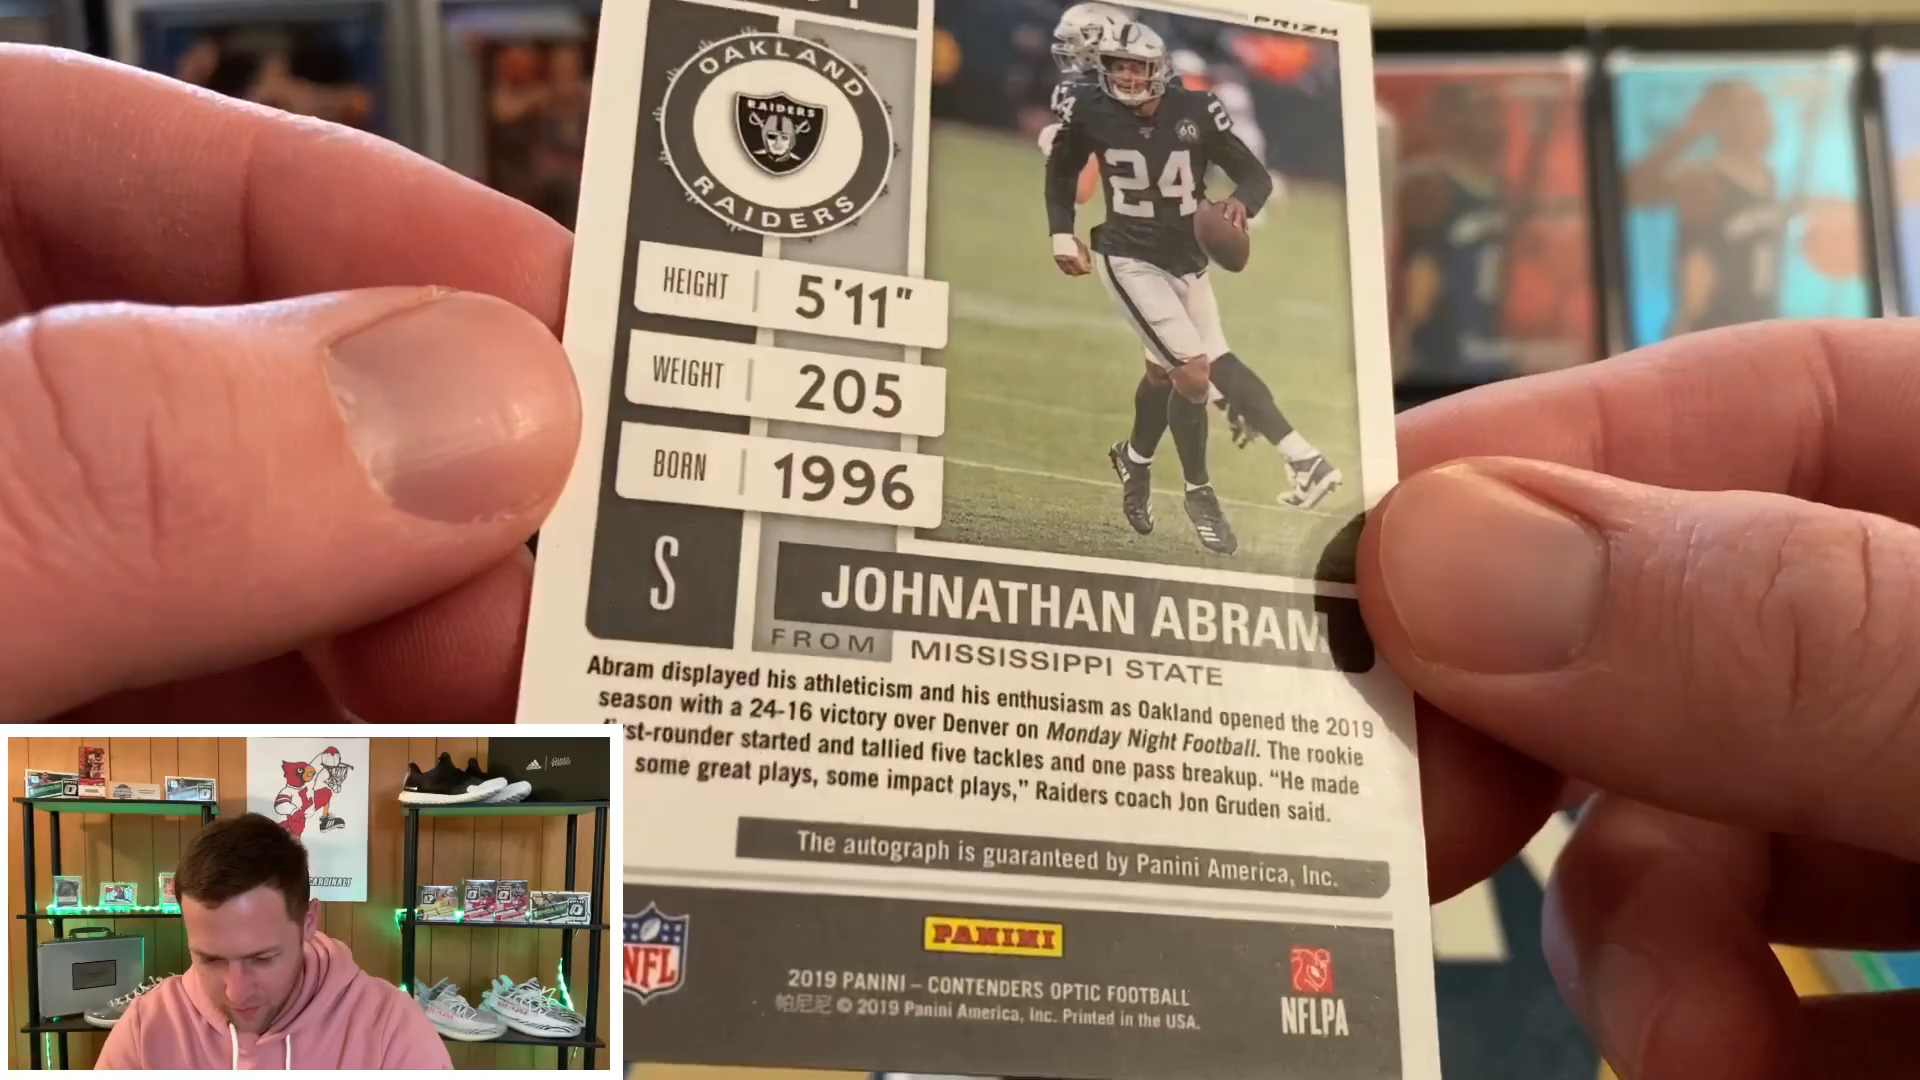 PRIZM
OAKLAND
RAIDERS
RAIDERS
60
24
24
HEIGHT 5'11"
WEIGHT 205
BORN 1996
S
JOHNATHAN ABRAM
FROM MISSISSIPPI STATE
Abram displayed his athleticism and his enthusiasm as Oakland opened the 2019
season with a 24-16 victory over Denver on Monday Night Football. The rookie
st-rounder started and tallied five tackles and one pass breakup. “He made
some great plays, some impact plays,” Raiders coach Jon Gruden said.
The autograph is guaranteed by Panini America, Inc.
NFL
PANINI
2019 PANINI – CONTENDERS OPTIC FOOTBALL
帕尼尼 © 2019 Panini America, Inc. Printed in the USA.
NFLPA
CARDINALS